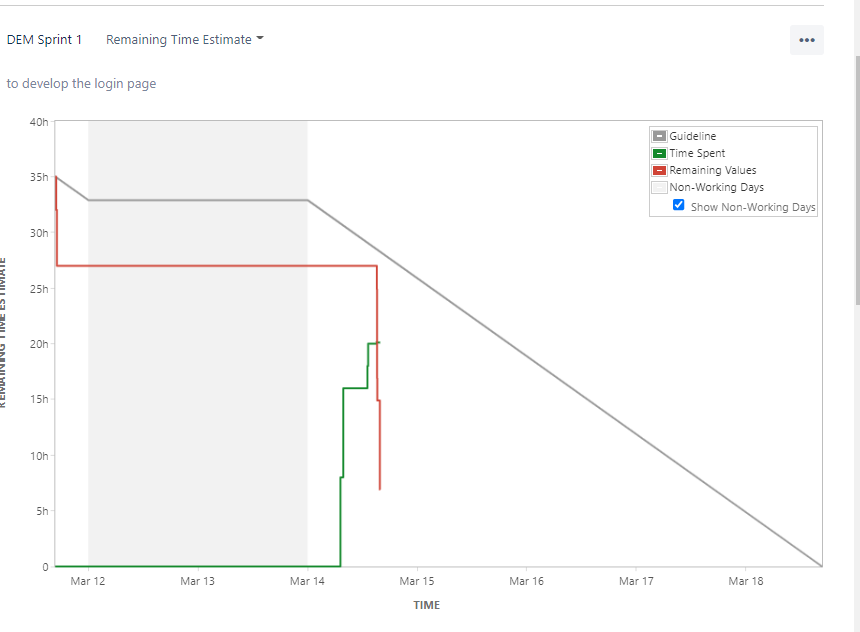 DEM Sprint 1 Remaining Time Estimate
•••
to develop the login page
40h
35h
30h
25h
20h
15h
10h
5h
0
REMAINING TIME ESTIMATE
Guideline
Time Spent
Remaining Values
Non-Working Days
Show Non-Working Days
Mar 12 Mar 13 Mar 14 Mar 15 Mar 16 Mar 17 Mar 18
TIME